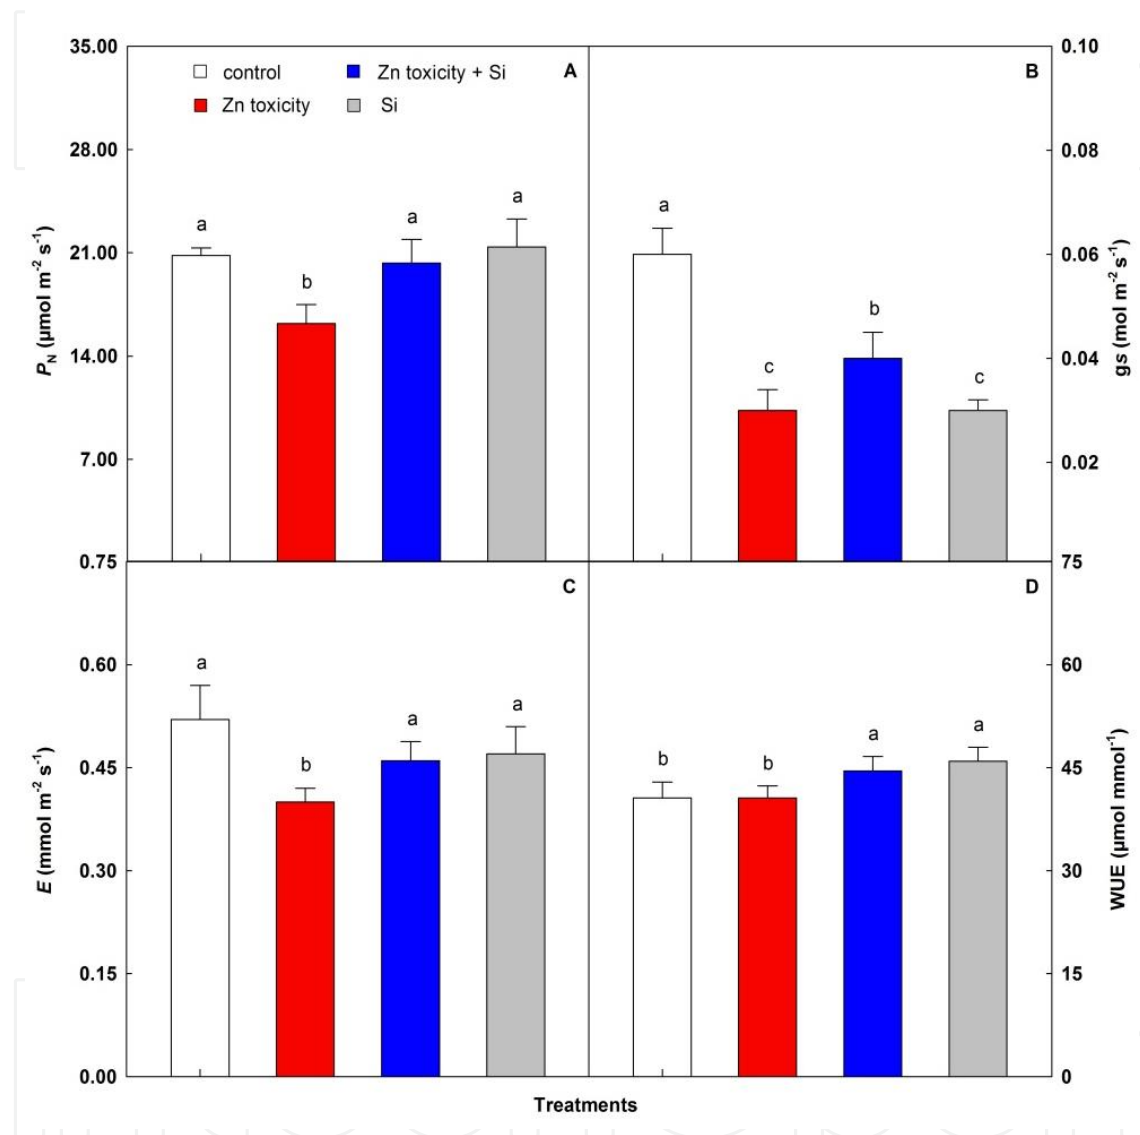 35.00
28.00
21.00
14.00
7.00
0.75
0.60
0.45
0.30
0.15
0.00
P_N (µmol m⁻² s⁻¹)
E (mmol m⁻² s⁻¹)
control
Zn toxicity + Si
Zn toxicity
Si
A
a
b
a
a
B
a
c
b
c
C
a
b
a
a
D
b
b
a
a
0.10
0.08
0.06
0.04
0.02
75
60
45
30
15
0
gs (mol m⁻² s⁻¹)
WUE (µmol mmol⁻¹)
Treatments